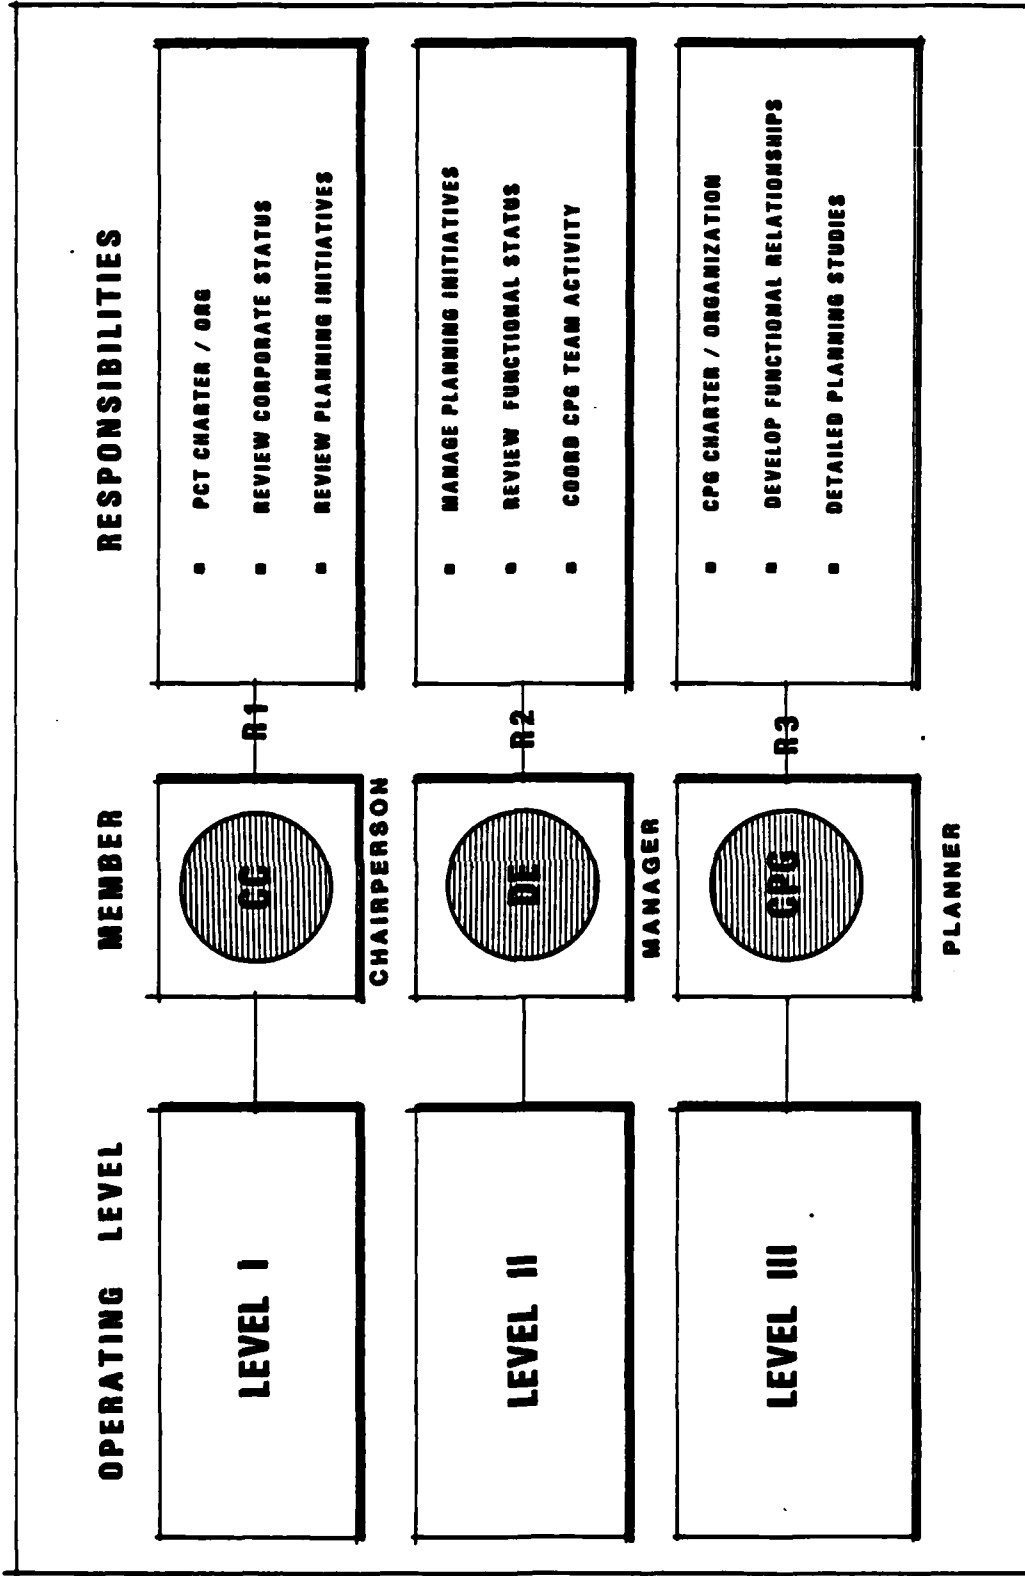 OPERATING LEVEL
MEMBER
RESPONSIBILITIES
LEVEL I
CC
CHAIRPERSON
R1
▪ PCT CHARTER / ORG
▪ REVIEW CORPORATE STATUS
▪ REVIEW PLANNING INITIATIVES
LEVEL II
DE
MANAGER
R2
▪ MANAGE PLANNING INITIATIVES
▪ REVIEW FUNCTIONAL STATUS
▪ COORD CPG TEAM ACTIVITY
LEVEL III
CPG
PLANNER
R3
▪ CPG CHARTER / ORGANIZATION
▪ DEVELOP FUNCTIONAL RELATIONSHIPS
▪ DETAILED PLANNING STUDIES